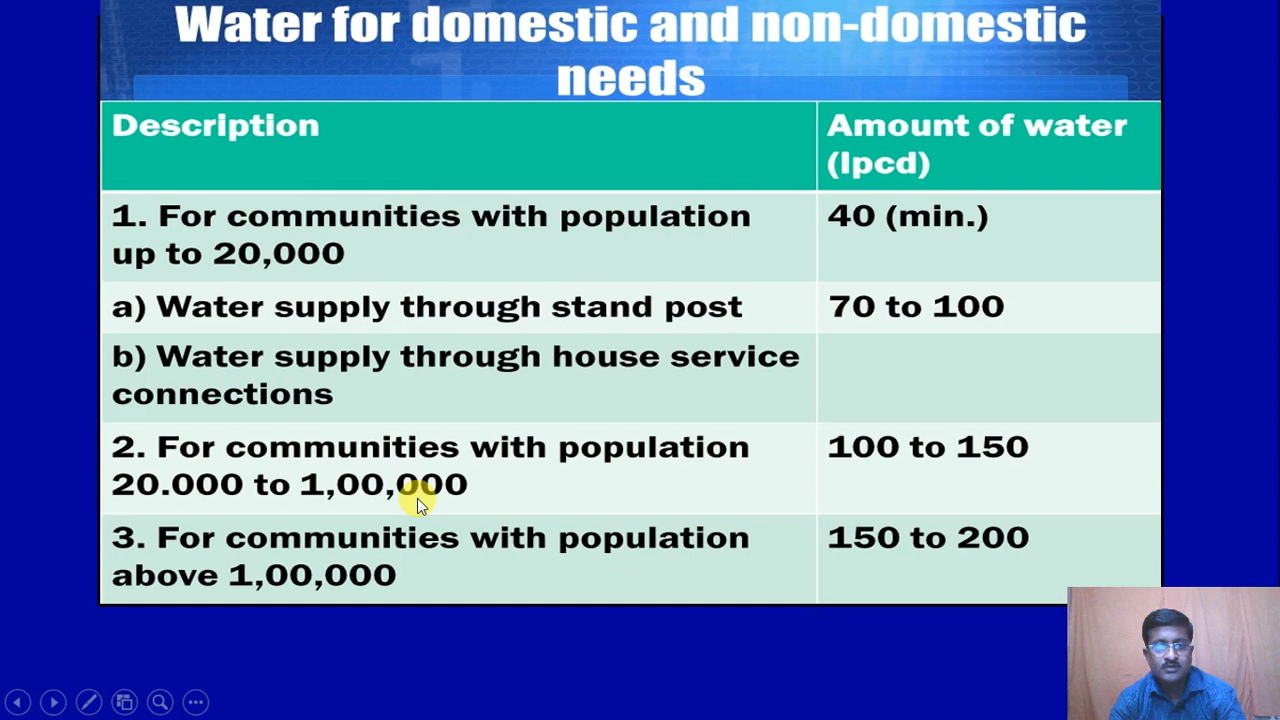 Water for domestic and non-domestic
needs
Description
Amount of water
(lpcd)
1. For communities with population
up to 20,000
40 (min.)
a) Water supply through stand post
70 to 100
b) Water supply through house service
connections
2. For communities with population
20.000 to 1,00,000
100 to 150
3. For communities with population
above 1,00,000
150 to 200